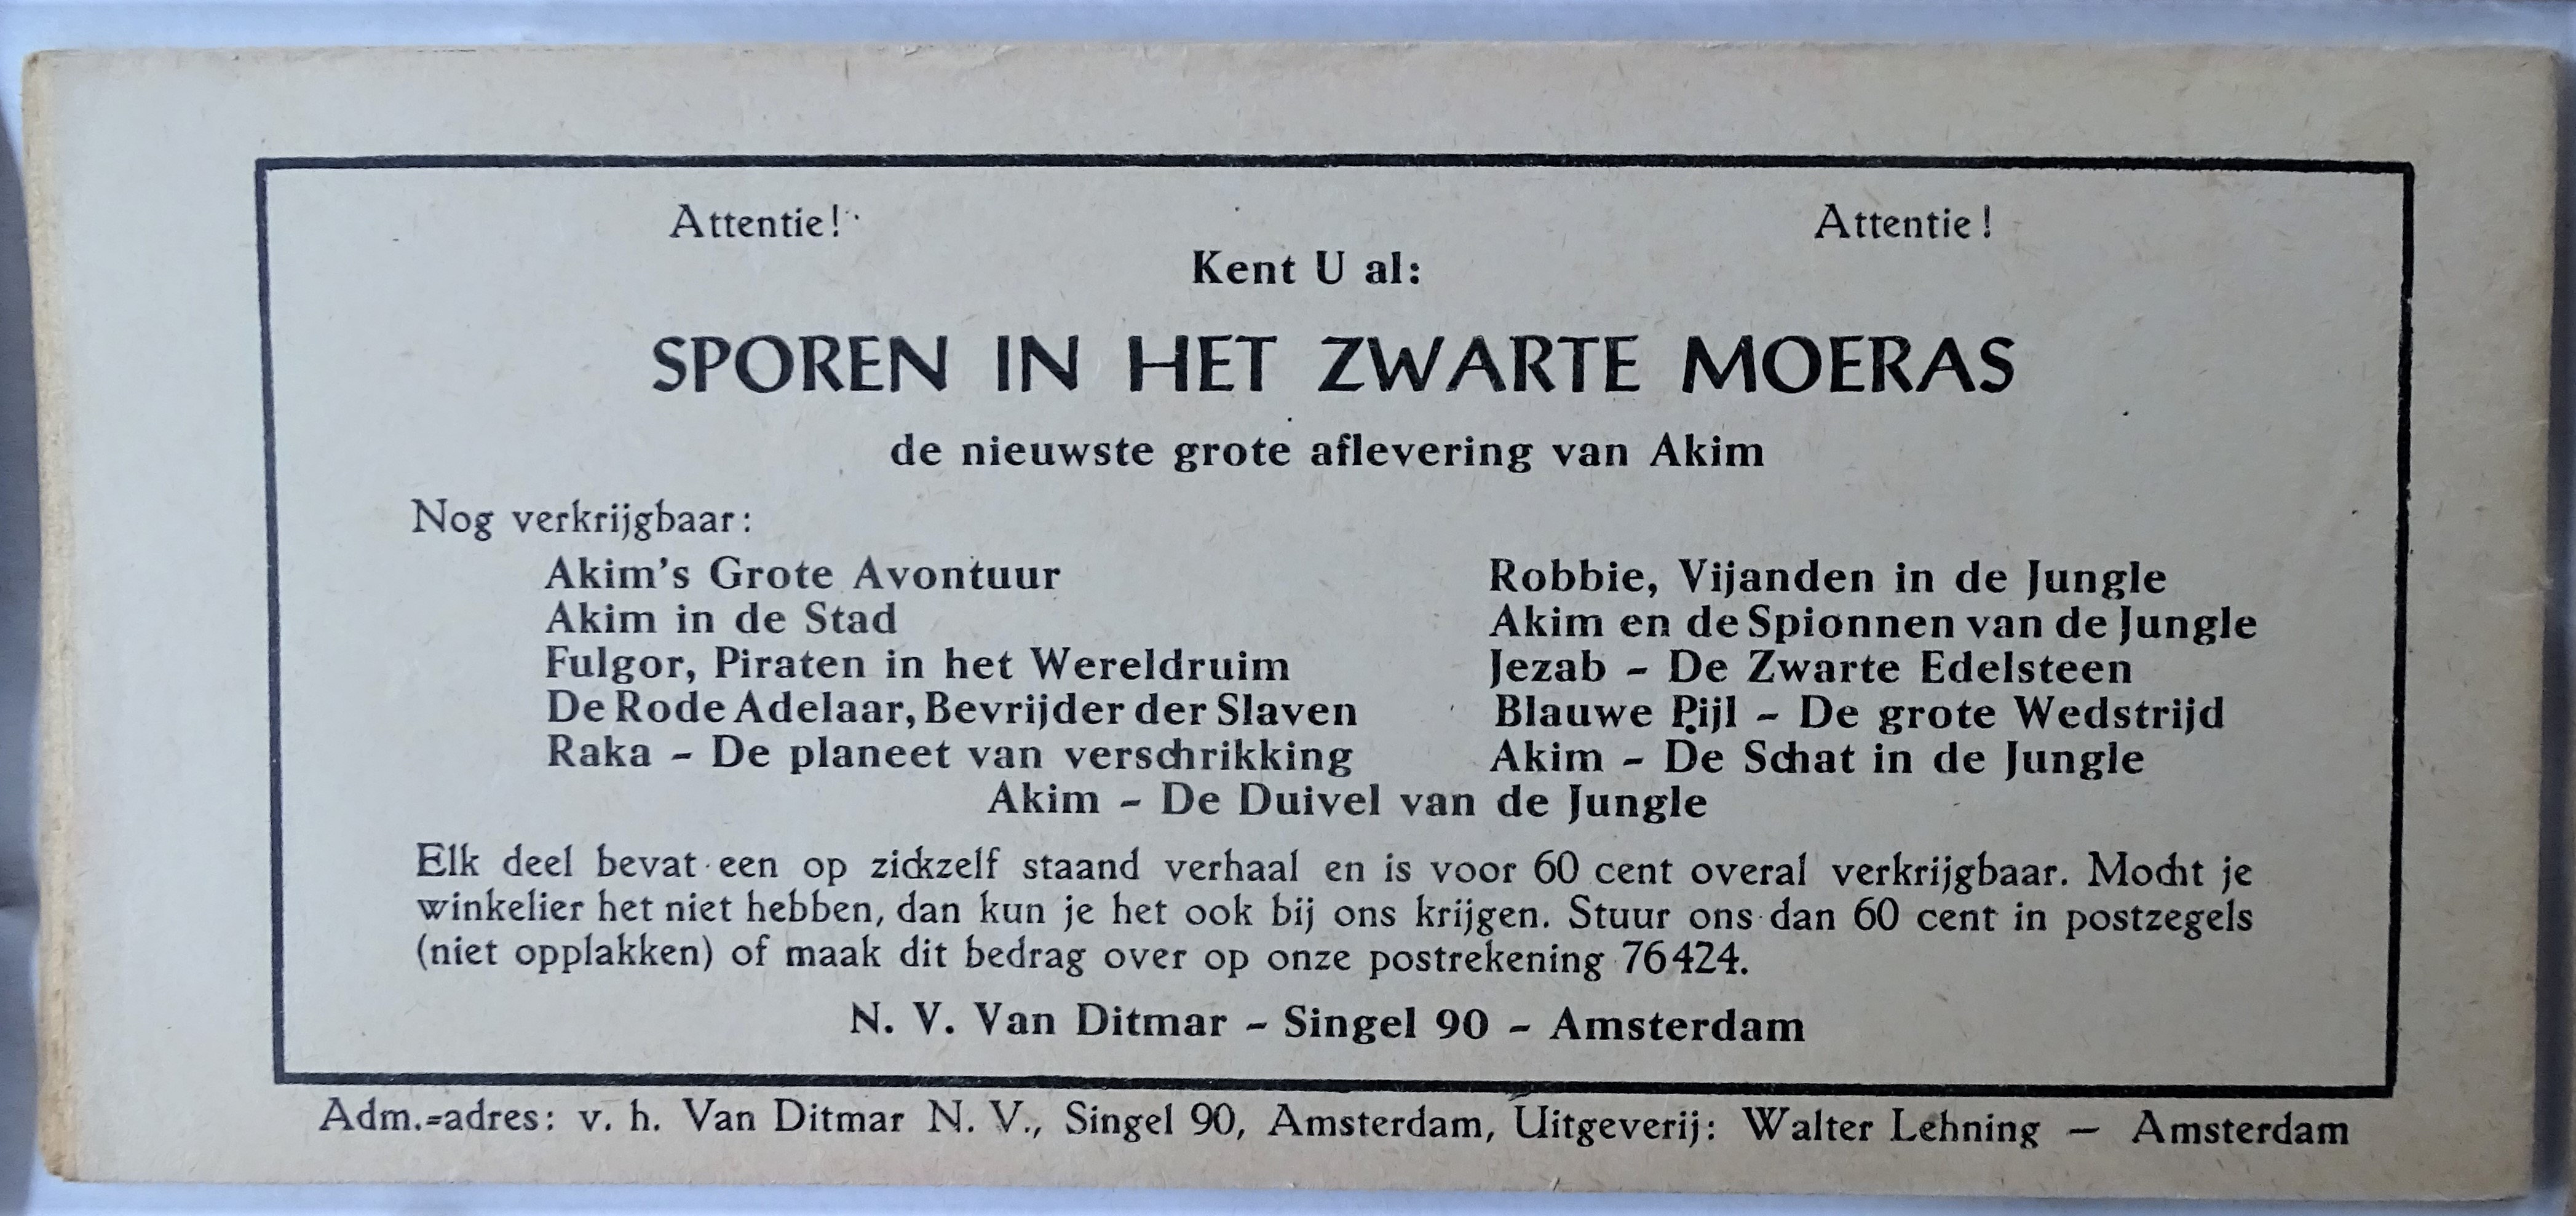 Attentie! Attentie!
Kent U al:
SPOREN IN HET ZWARTE MOERAS
de nieuwste grote aflevering van Akim
Nog verkrijgbaar:
Akim's Grote Avontuur
Akim in de Stad
Fulgor, Piraten in het Wereldruim
De Rode Adelaar, Bevrijder der Slaven
Raka - De planeet van verschrikking
Robbie, Vijanden in de Jungle
Akim en de Spionnen van de Jungle
Jezab - De Zwarte Edelsteen
Blauwe Pijl - De grote Wedstrijd
Akim - De Schat in de Jungle
Akim - De Duivel van de Jungle
Elk deel bevat een op zickzelf staand verhaal en is voor 60 cent overal verkrijgbaar. Mocht je
winkelier het niet hebben, dan kun je het ook bij ons krijgen. Stuur ons dan 60 cent in postzegels
(niet opplakken) of maak dit bedrag over op onze postrekening 76424.
N. V. Van Ditmar - Singel 90 - Amsterdam
Adm.=adres: v. h. Van Ditmar N. V., Singel 90, Amsterdam, Uitgeverij: Walter Lehning — Amsterdam